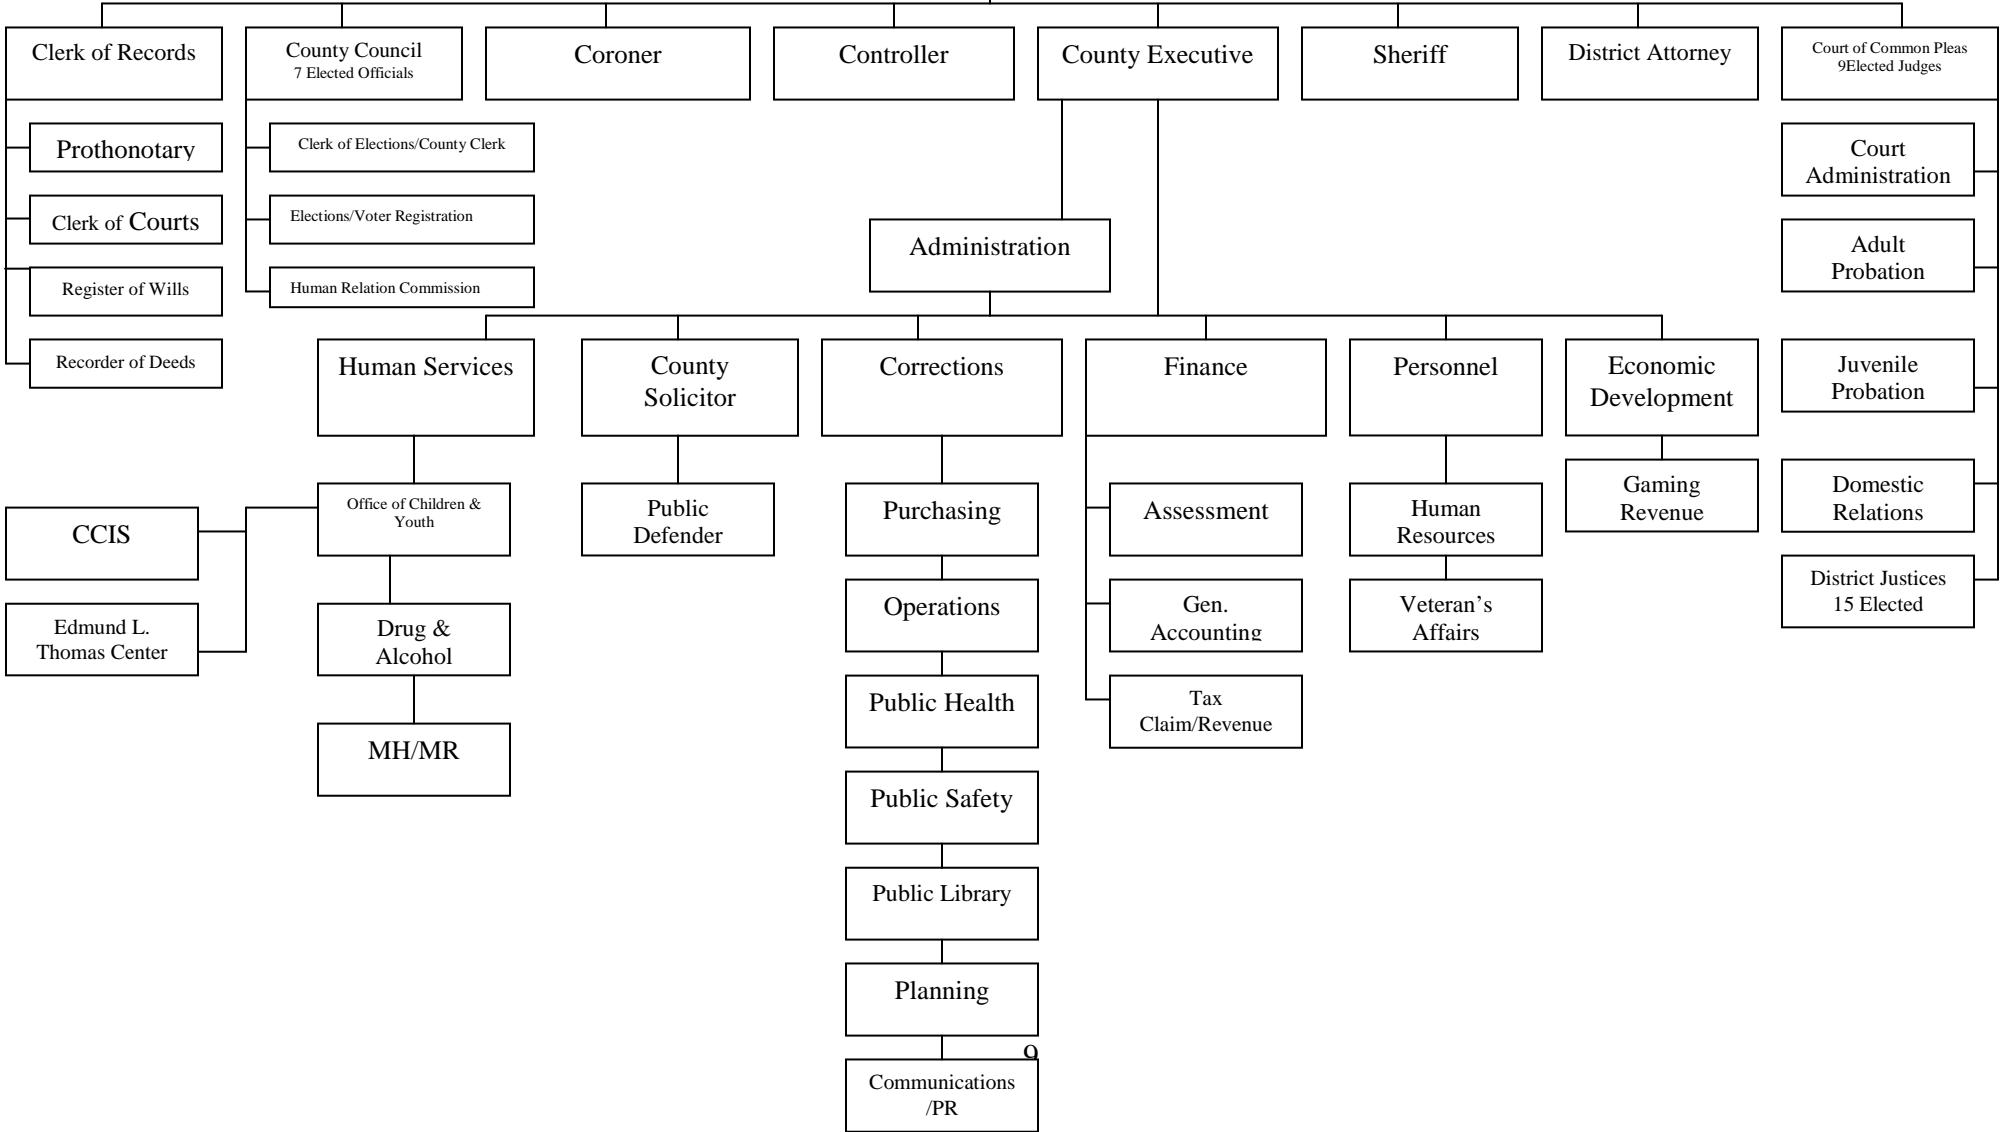 Clerk of Records
County Council
7 Elected Officials
Coroner
Controller
County Executive
Sheriff
District Attorney
Court of Common Pleas
9Elected Judges
Prothonotary
Clerk of Courts
Register of Wills
Recorder of Deeds
Clerk of Elections/County Clerk
Elections/Voter Registration
Human Relation Commission
Administration
Court
Administration
Adult
Probation
Juvenile
Probation
Domestic
Relations
District Justices
15 Elected
Human Services
County
Solicitor
Corrections
Finance
Personnel
Economic
Development
Office of Children &
Youth
CCIS
Edmund L.
Thomas Center
Drug &
Alcohol
MH/MR
Public
Defender
Purchasing
Operations
Public Health
Public Safety
Public Library
Planning
9
Communications
/PR
Assessment
Gen.
Accounting
Tax
Claim/Revenue
Human
Resources
Veteran’s
Affairs
Gaming
Revenue